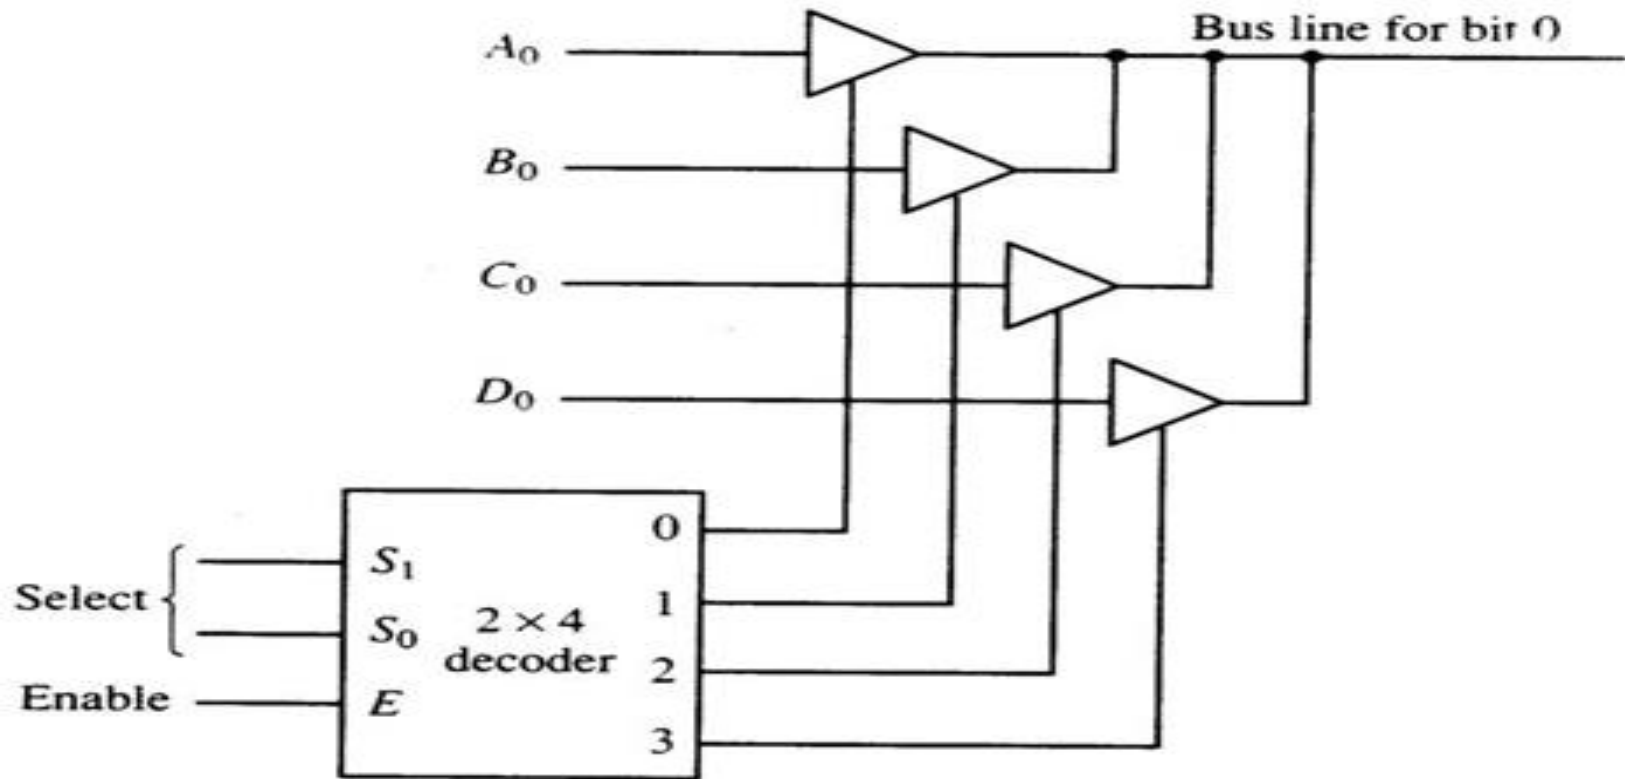 Bus line for bit 0
A0
B0
C0
D0
Select
Enable
S1
S0
E
2 × 4
decoder
0
1
2
3